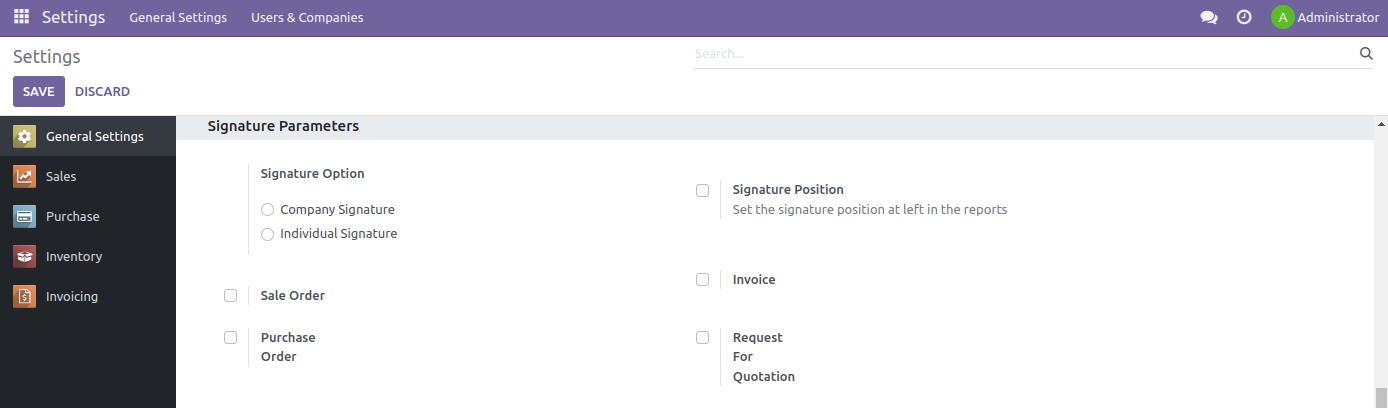 Settings
General Settings
Users & Companies
A
Administrator
Settings
Search...
SAVE
DISCARD
General Settings
Sales
Purchase
Inventory
Invoicing
Signature Parameters
Signature Option
Company Signature
Individual Signature
Signature Position
Set the signature position at left in the reports
Sale Order
Invoice
Purchase
Order
Request
For
Quotation